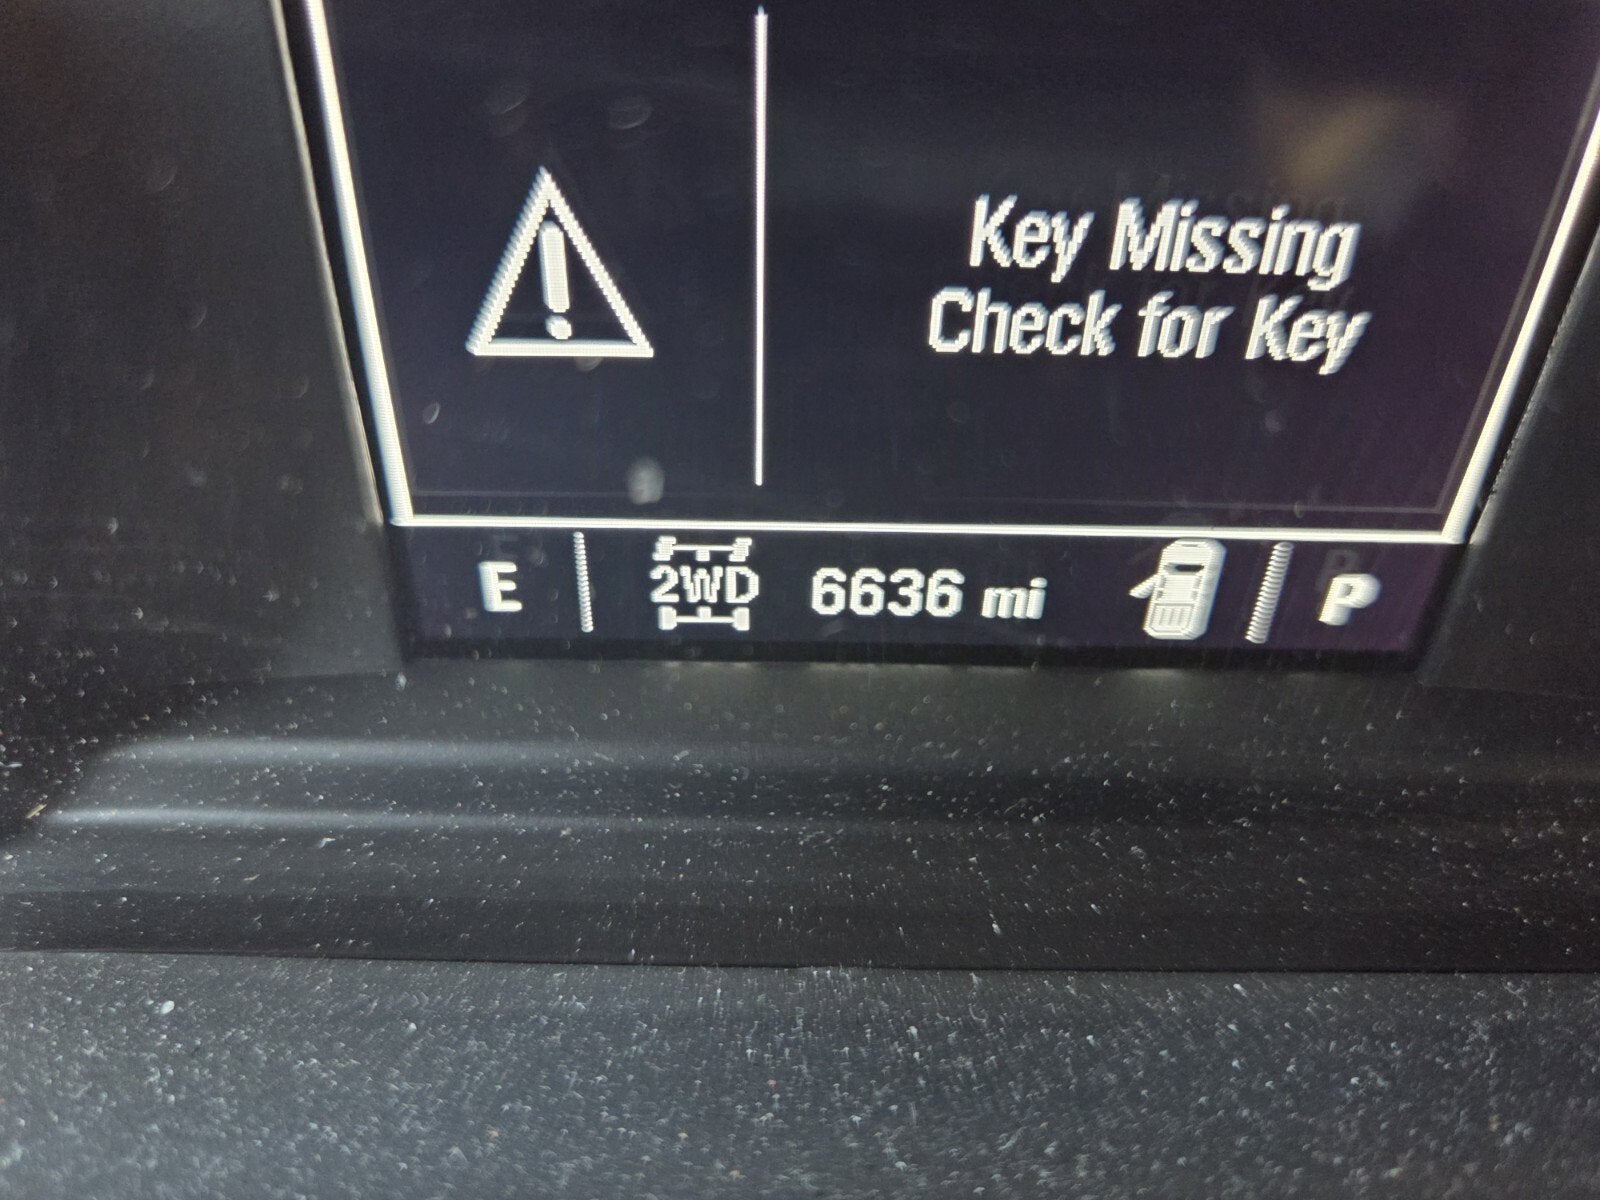 Key Missing
Check for Key
E 2WD 6636 mi P